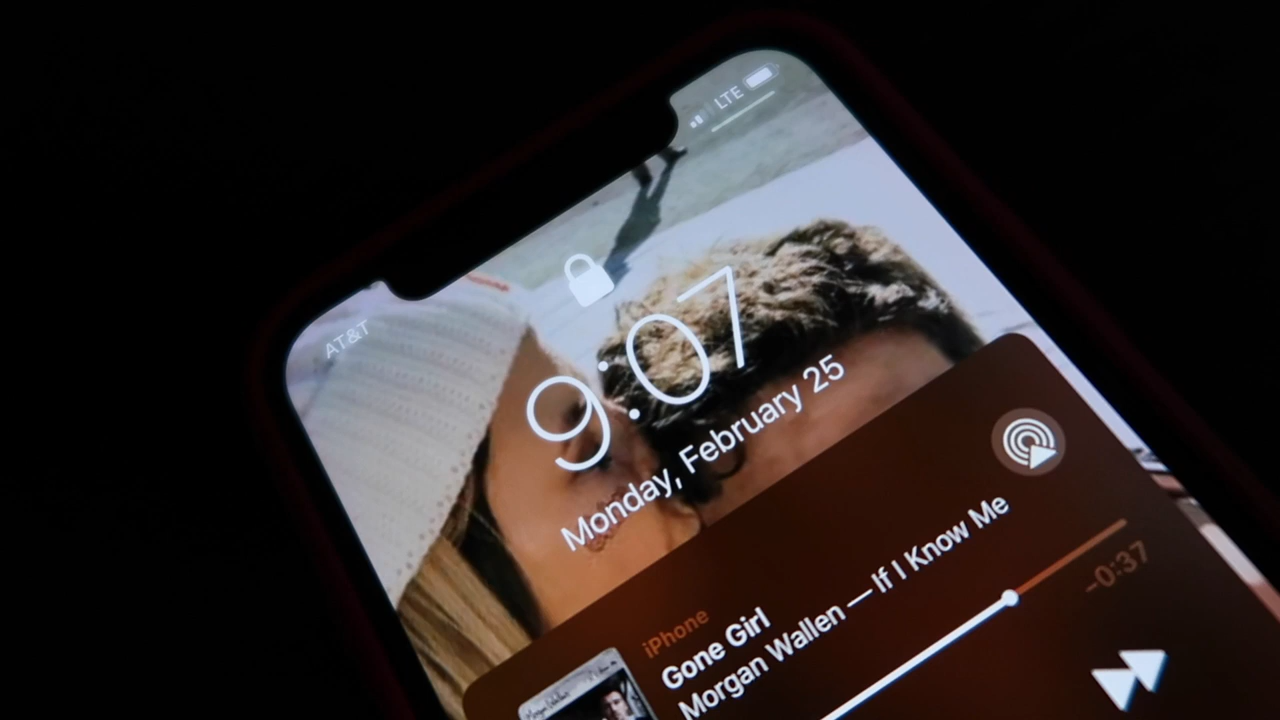 AT&T
LTE
9:07
Monday, February 25
iPhone
Gone Girl
Morgan Wallen — If I Know Me
-0:37